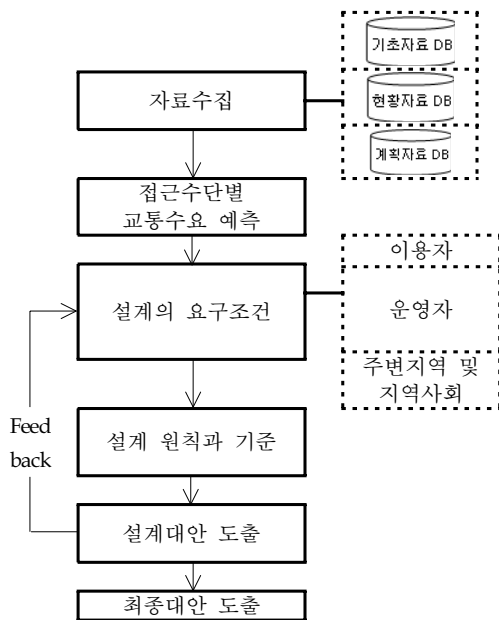 기초자료 DB
자료수집
현황자료 DB
계획자료 DB
접근수단별
교통수요 예측
이용자
설계의 요구조건
운영자
주변지역 및
지역사회
Feed
back
설계 원칙과 기준
설계대안 도출
최종대안 도출